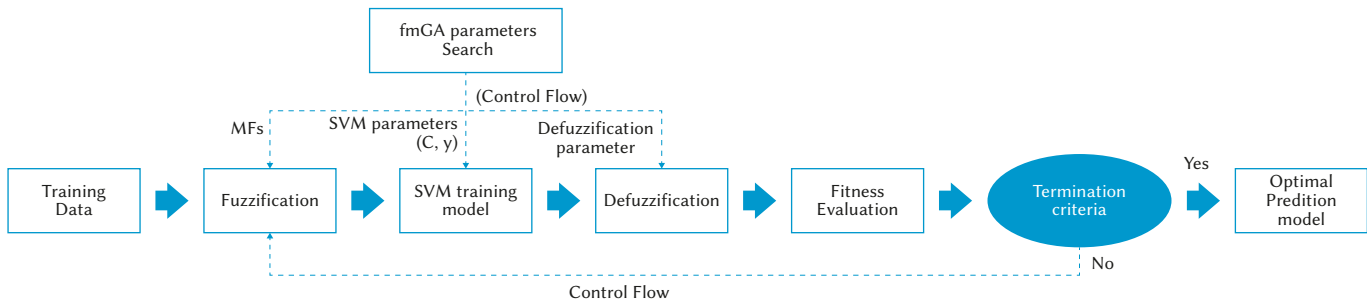 fmGA parameters
Search
(Control Flow)
MFs
SVM parameters
(C, y)
Defuzzification
parameter
Training
Data
Fuzzification
SVM training
model
Defuzzification
Fitness
Evaluation
Termination
criteria
Yes
Optimal
Predition
model
No
Control Flow